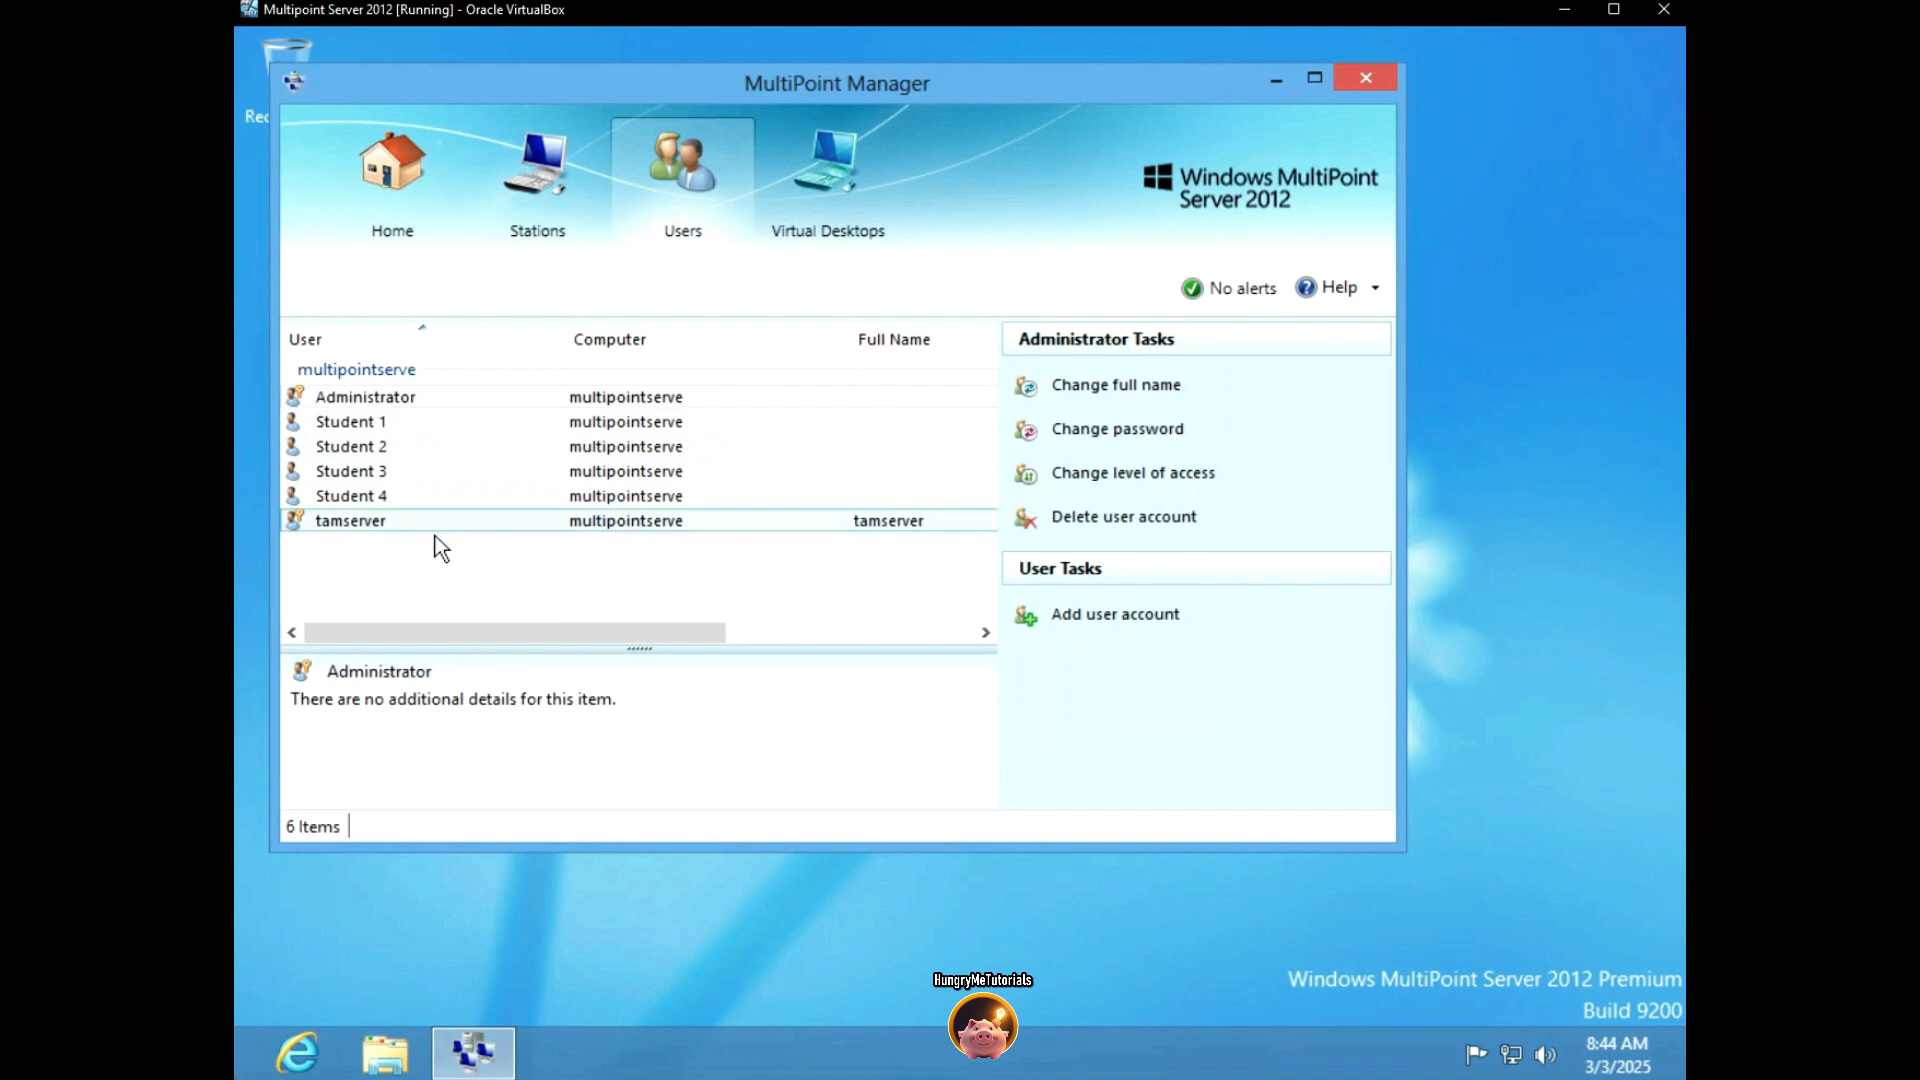 Multipoint Server 2012 [Running] - Oracle VirtualBox
Rec
MultiPoint Manager
Home
Stations
Users
Virtual Desktops
Windows MultiPoint
Server 2012
No alerts
Help
User
Computer
Full Name
multipointserve
Administrator multipointserve
Student 1 multipointserve
Student 2 multipointserve
Student 3 multipointserve
Student 4 multipointserve
tamserver multipointserve tamserver
Administrator
There are no additional details for this item.
6 Items
Administrator Tasks
Change full name
Change password
Change level of access
Delete user account
User Tasks
Add user account
HungryMeTutorials
Windows MultiPoint Server 2012 Premium
Build 9200
8:44 AM
3/3/2025